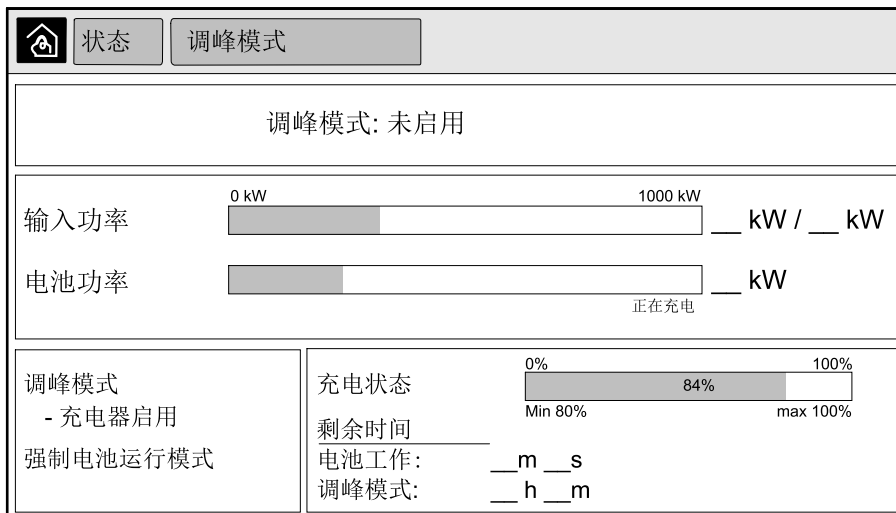 状态 调峰模式
调峰模式: 未启用
0 kW 1000 kW
输入功率 __ kW / __ kW
电池功率 __ kW
正在充电
调峰模式
- 充电器启用
强制电池运行模式
0% 100%
充电状态 84%
Min 80% max 100%
剩余时间
电池工作: __m __s
调峰模式: __ h __m